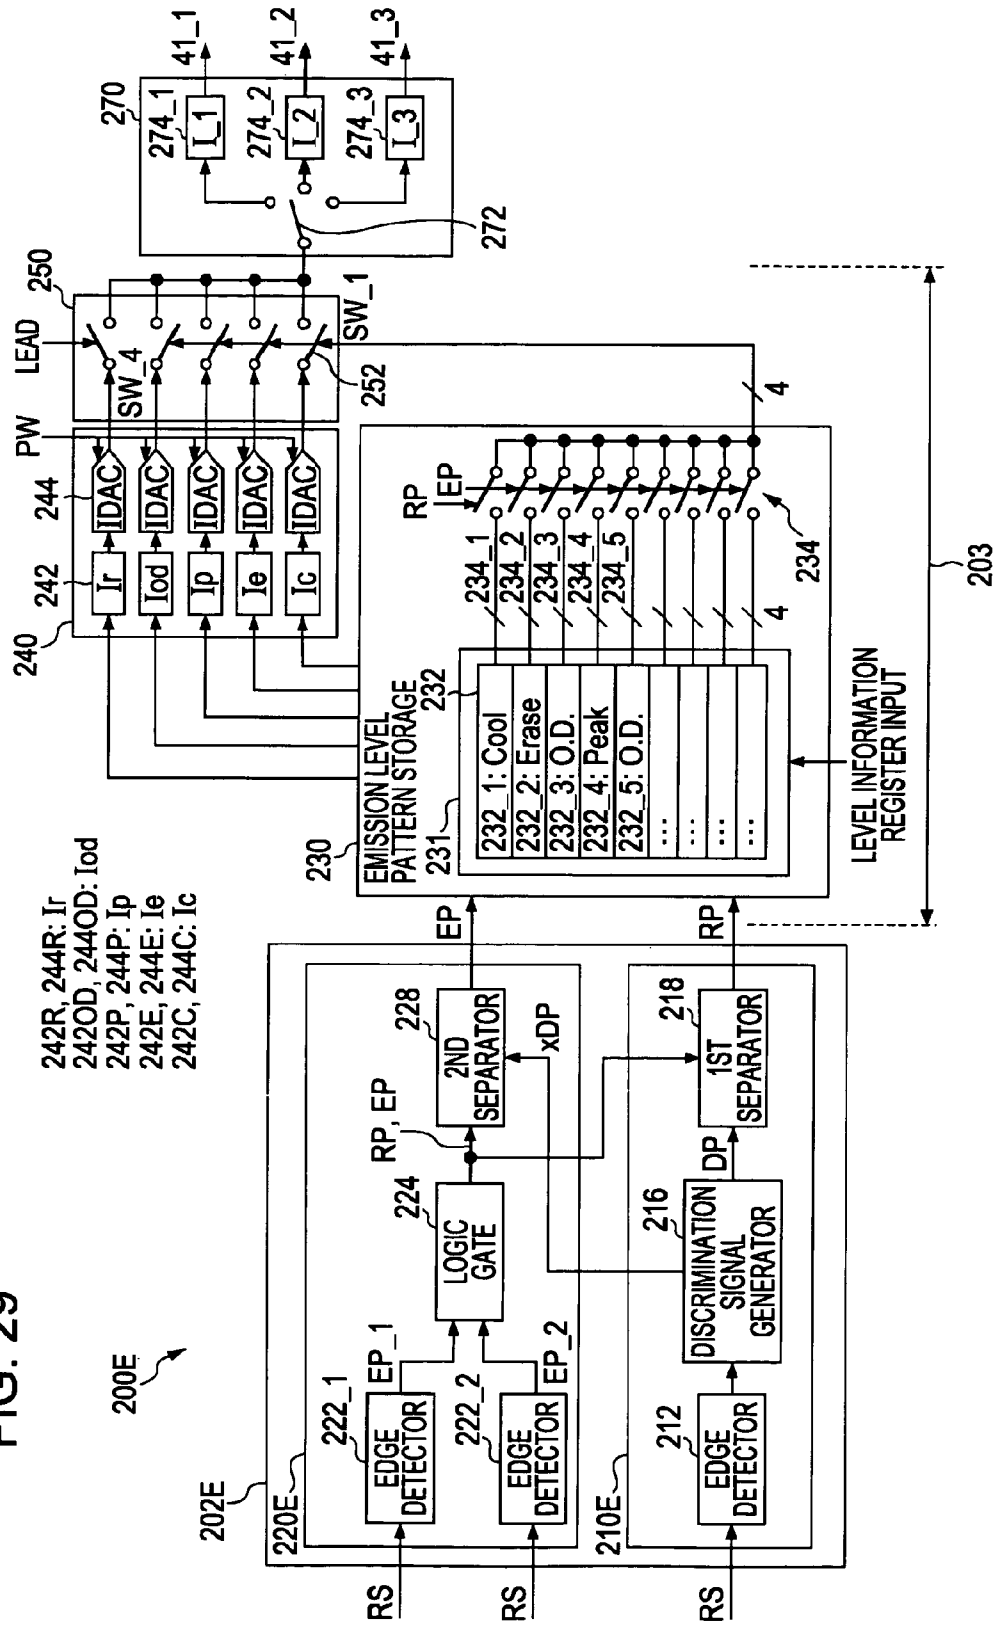 FIG. 29
200E
242R, 244R: Ir
242OD, 244OD: Iod
242P, 244P: Ip
242E, 244E: Ie
242C, 244C: Ic
202E
220E
RS
222_1
EDGE
DETECTOR
EP_1
RS
222_2
EDGE
DETECTOR
EP_2
224
LOGIC
GATE
RP, EP
228
2ND
SEPARATOR
xDP
EP
210E
RS
212
EDGE
DETECTOR
216
DISCRIMINATION
SIGNAL
GENERATOR
DP
218
1ST
SEPARATOR
RP
230
EMISSION LEVEL
PATTERN STORAGE
231
232
232_1: Cool
232_2: Erase
232_3: O.D.
232_4: Peak
232_5: O.D.
...
...
...
...
LEVEL INFORMATION
REGISTER INPUT
234_1
234_2
234_3
234_4
234_5
4
RP
EP
234
4
203
240
242
244
PW
Ir
IDAC
Iod
IDAC
Ip
IDAC
Ie
IDAC
Ic
IDAC
LEAD
250
SW_4
252
SW_1
270
272
274_1
I_1
41_1
274_2
I_2
41_2
274_3
I_3
41_3